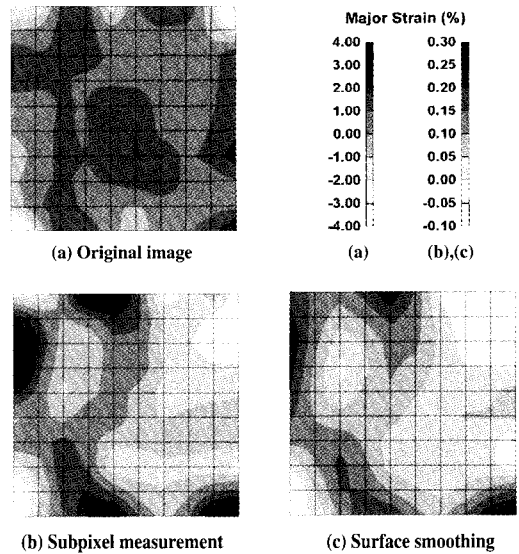 Major Strain (%)
4.00 0.30
3.00 0.25
2.00 0.20
1.00 0.15
0.00 0.10
-1.00 0.05
-2.00 0.00
-3.00 -0.05
-4.00 -0.10
(a) (b),(c)
(a) Original image
(b) Subpixel measurement
(c) Surface smoothing